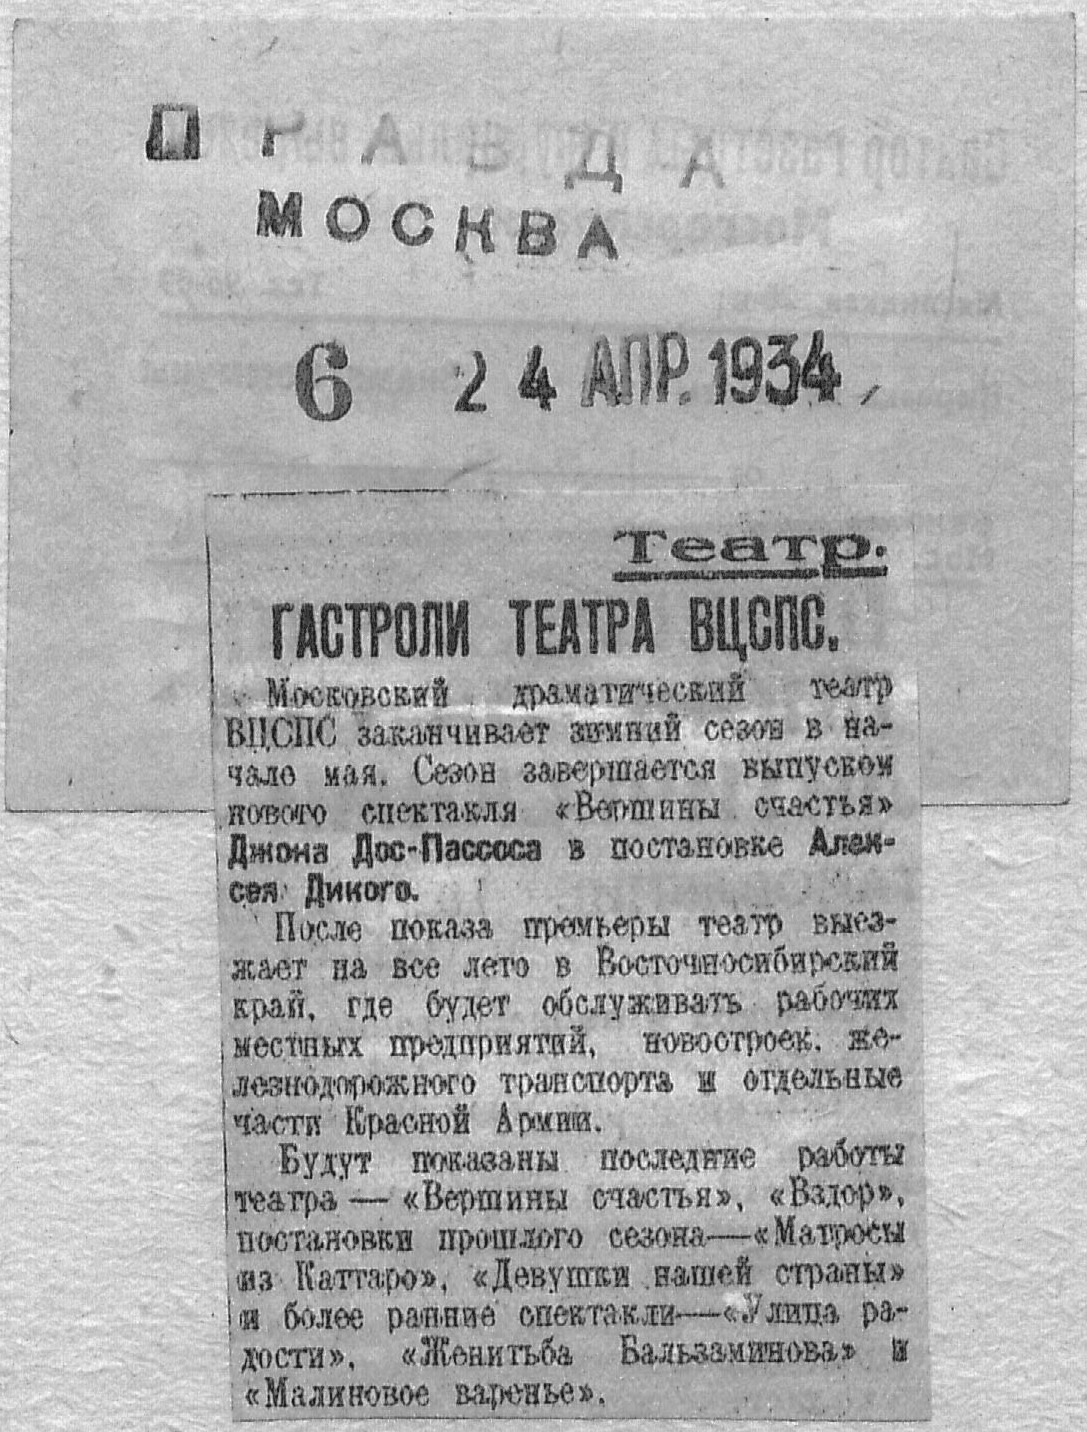 ПРАВДА
МОСКВА
6 24 АПР. 1934
Театр.
ГАСТРОЛИ ТЕАТРА ВЦСПС.
Московский драматический театр
ВЦСПС заканчивает зимний сезон в на-
чале мая. Сезон завершается выпуском
нового спектакля «Вершины счастья»
Джона Дос-Пассоса в постановке Алек-
сея Дикого.
После показа премьеры театр выез-
жает на все лето в Восточносибирский
край, где будет обслуживать рабочих
местных предприятий, новостроек, же-
лезнодорожного транспорта и отдельные
части Красной Армии.
Будут показаны последние работы
театра — «Вершины счастья», «Вздор»,
постановки прошлого сезона—«Матросы
из Каттаро», «Девушки нашей страны»
и более ранние спектакли—«Улица ра-
дости», «Женитьба Бальзаминова» и
«Малиновое варенье».